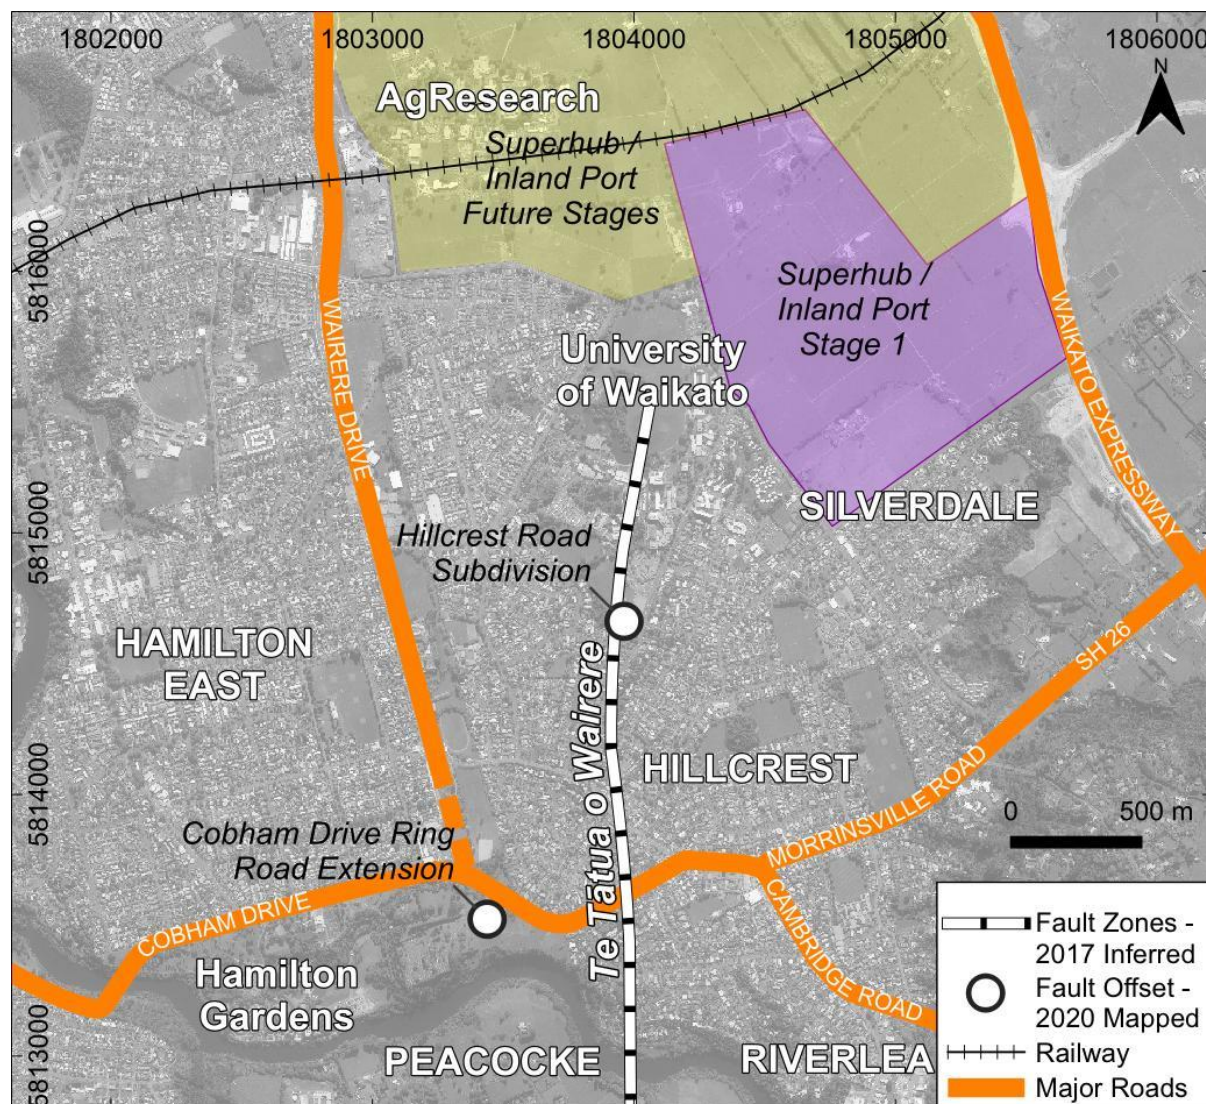 1802000
1803000
1804000
1805000
1806000
N
AgResearch
Superhub /
Inland Port
Future Stages
5816000
Superhub /
Inland Port
Stage 1
WAIRERE DRIVE
WAIKATO EXPRESSWAY
University
of Waikato
5815000
SILVERDALE
Hillcrest Road
Subdivision
HAMILTON
EAST
SH 26
Te Tātua o Wairere
HILLCREST
5814000
MORRINSVILLE ROAD
0 500 m
Cobham Drive Ring
Road Extension
COBHAM DRIVE
CAMBRIDGE ROAD
Hamilton
Gardens
5813000
PEACOCKE
RIVERLEA
Fault Zones -
2017 Inferred
Fault Offset -
2020 Mapped
Railway
Major Roads